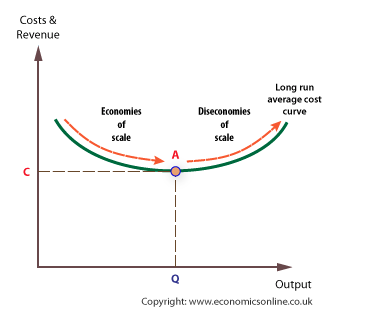 Costs &
Revenue
Long run
average cost
curve
Economies
of
scale
Diseconomies
of
scale
A
C
Q
Output
Copyright: www.economicsonline.co.uk